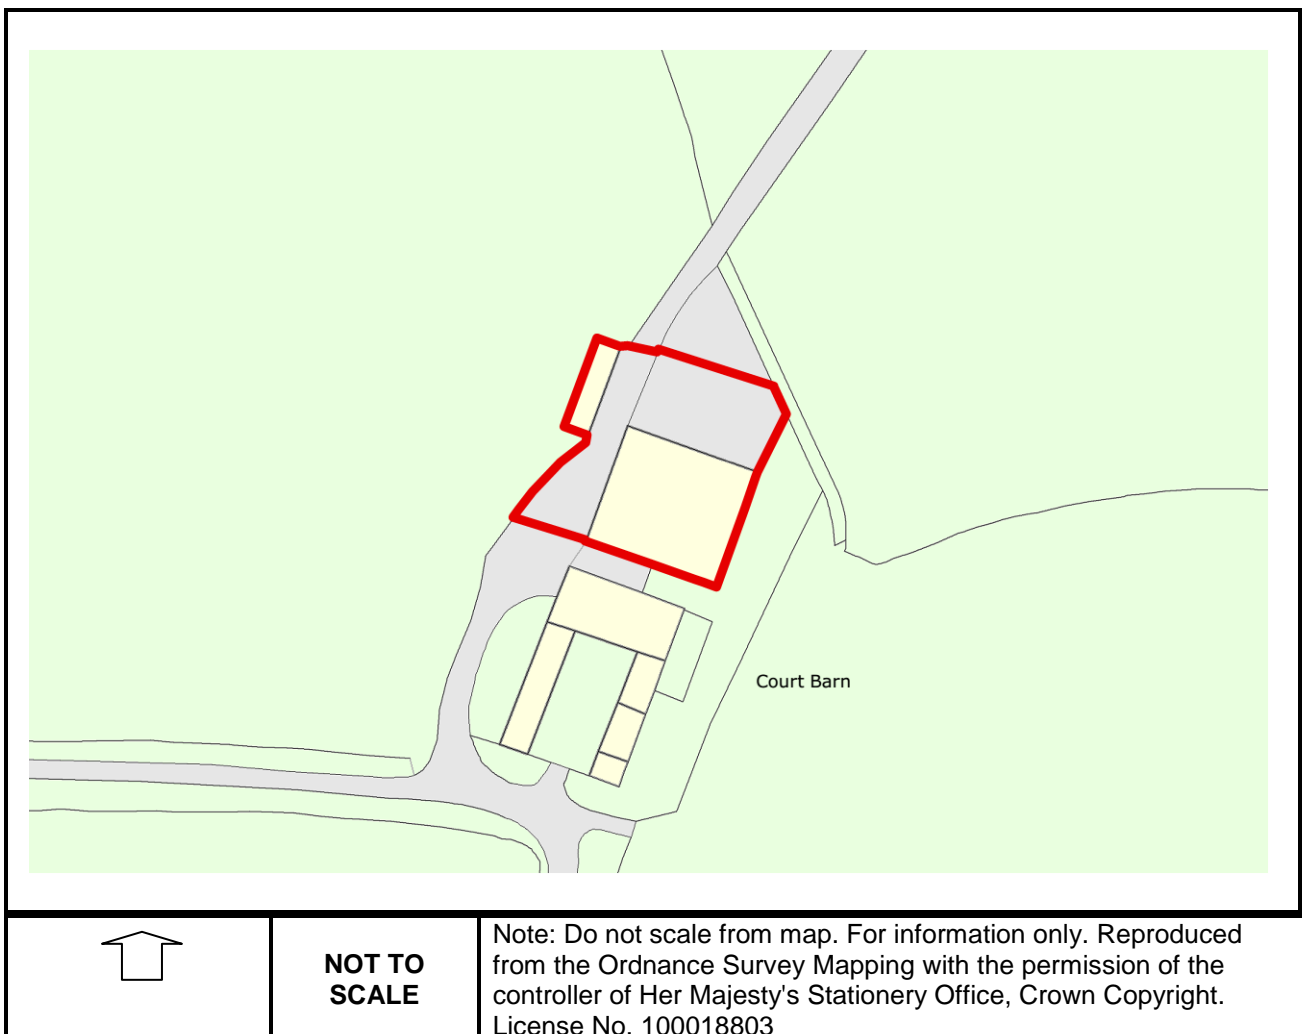 Court Barn
NOT TO
SCALE
Note: Do not scale from map. For information only. Reproduced
from the Ordnance Survey Mapping with the permission of the
controller of Her Majesty's Stationery Office, Crown Copyright.
License No. 100018803